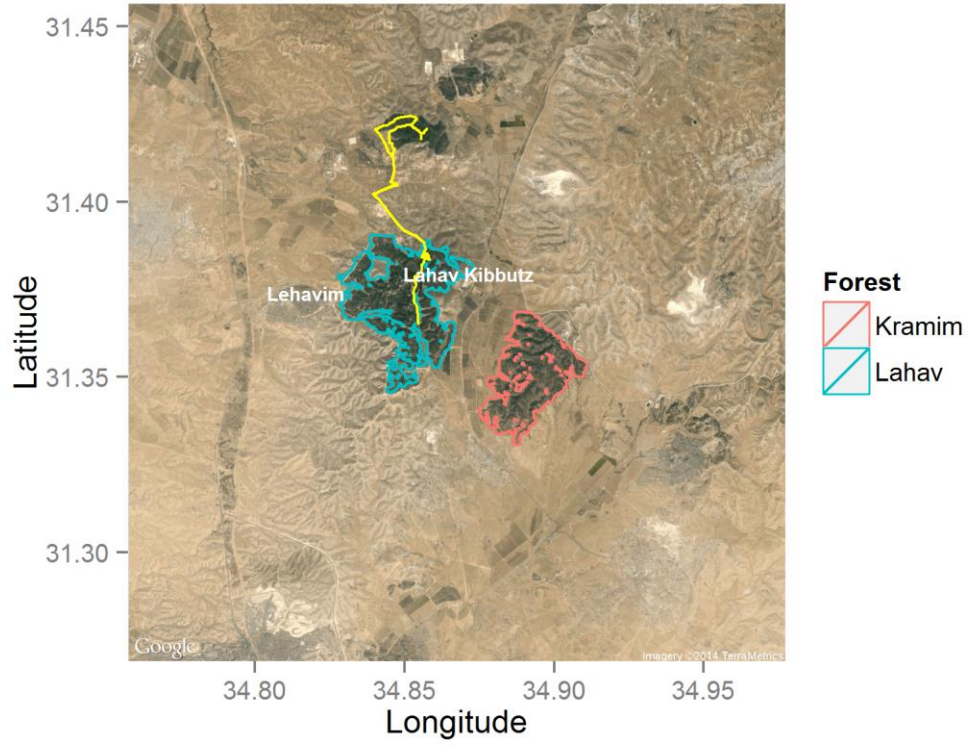 31.45
31.40
31.35
31.30
Latitude
Lahav Kibbutz
Lehavim
Google
Imagery ©2014 TerraMetrics
34.80
34.85
34.90
34.95
Longitude
Forest
Kramim
Lahav